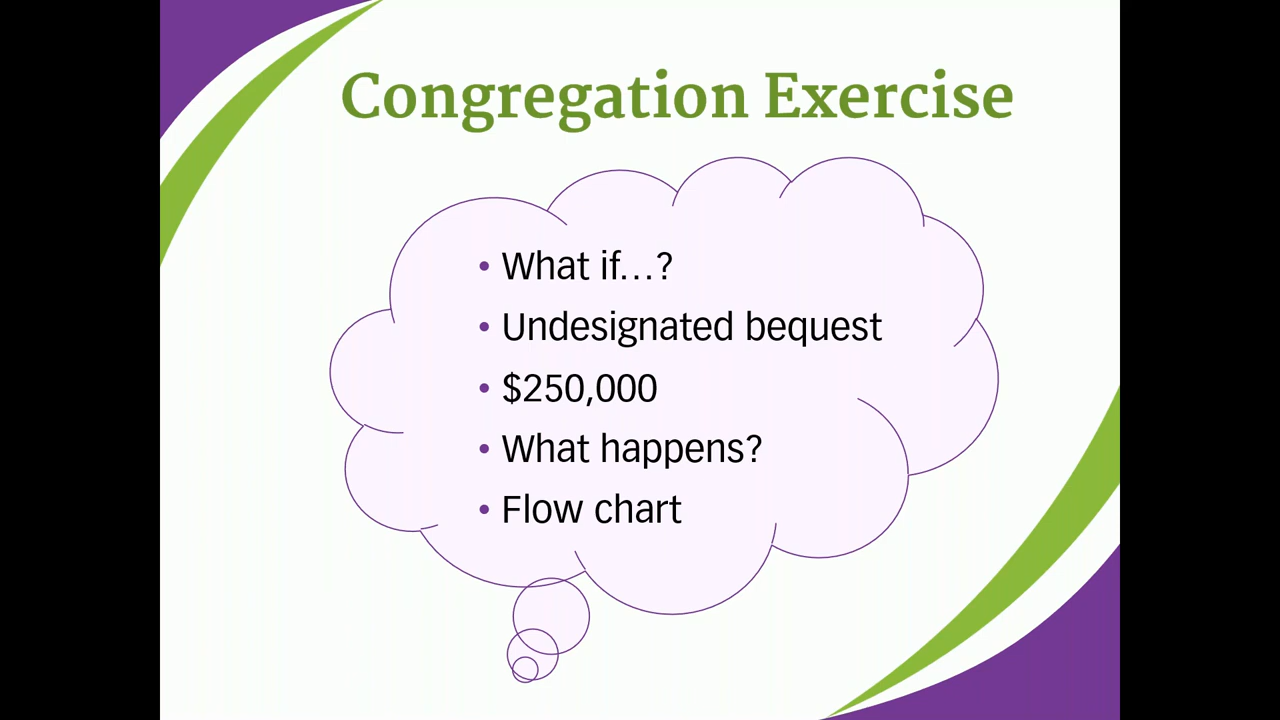 Congregation Exercise
• What if…?
• Undesignated bequest
• $250,000
• What happens?
• Flow chart